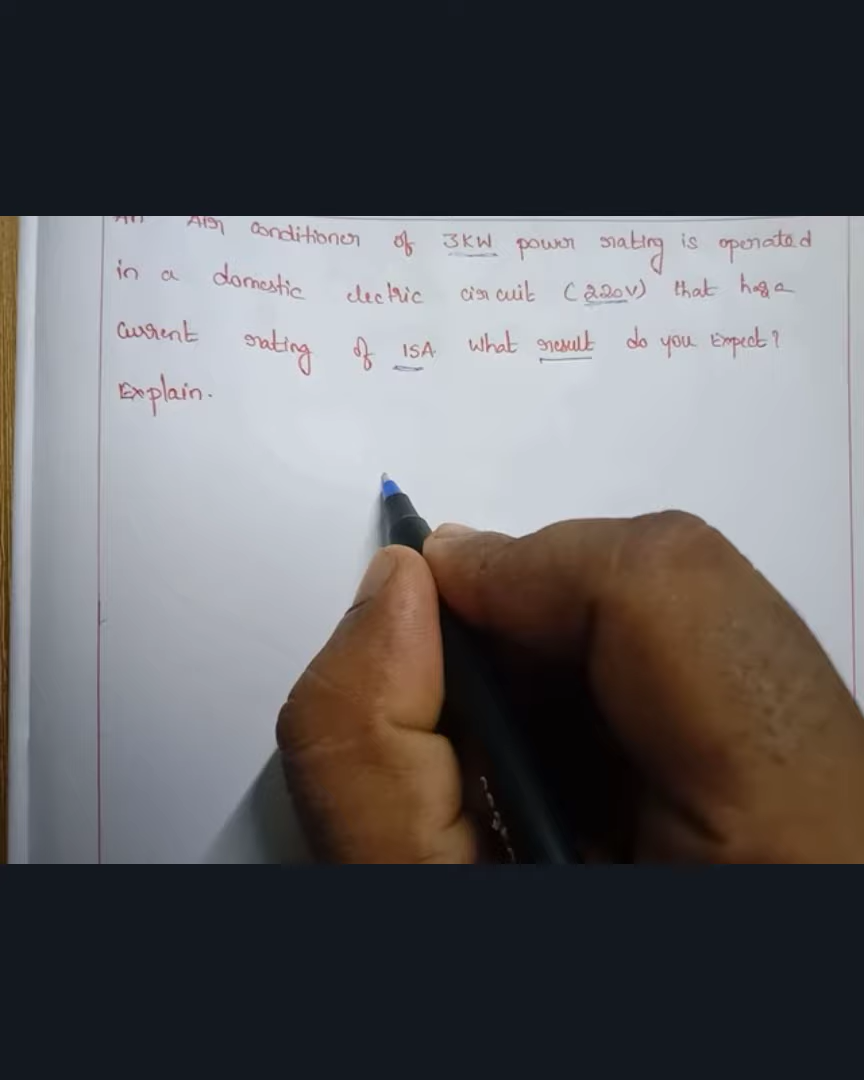 An Air conditioner of 3KW power rating is operated
in a domestic electric circuit (220V) that has a
current rating of 15A. What result do you Expect?
Explain.